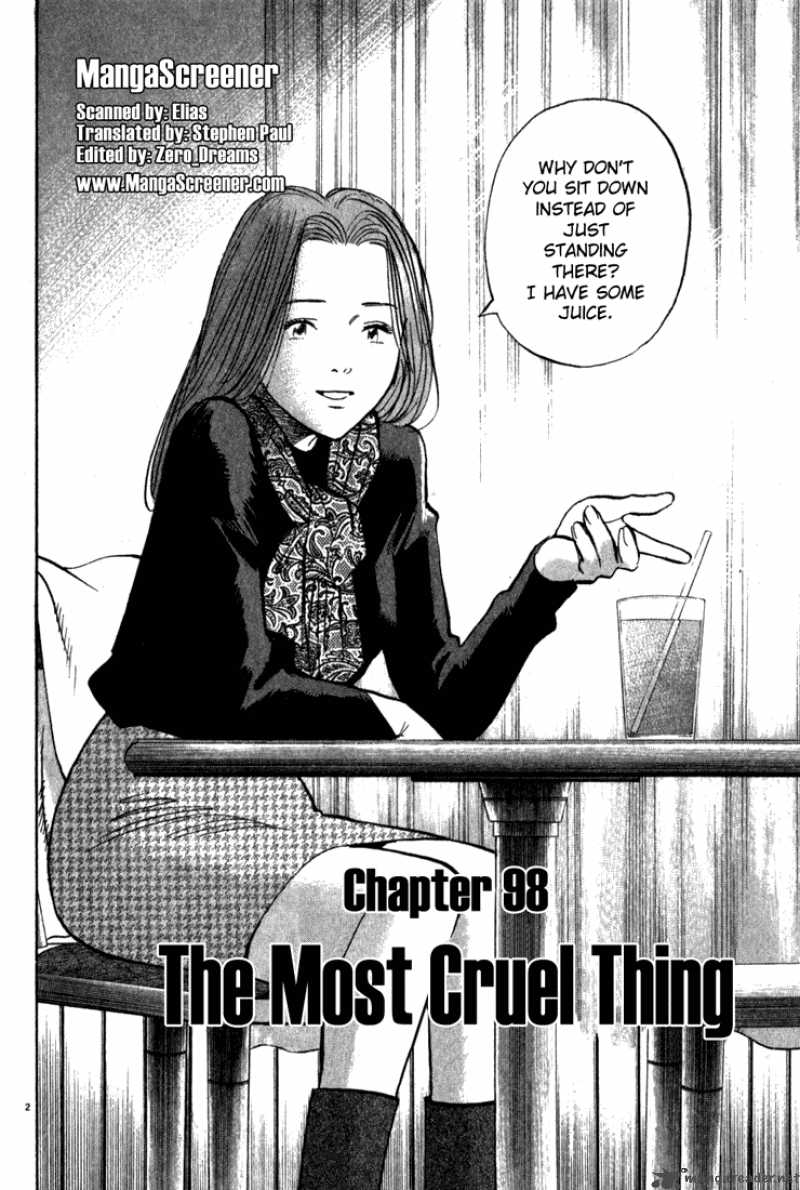 MangaScreener
Scanned by: Elias
Translated by: Stephen Paul
Edited by: Zero_Dreams
www.MangaScreener.com
WHY DON'T
YOU SIT DOWN
INSTEAD OF
JUST
STANDING
THERE?
I HAVE SOME
JUICE.
Chapter 98
The Most Cruel Thing
2